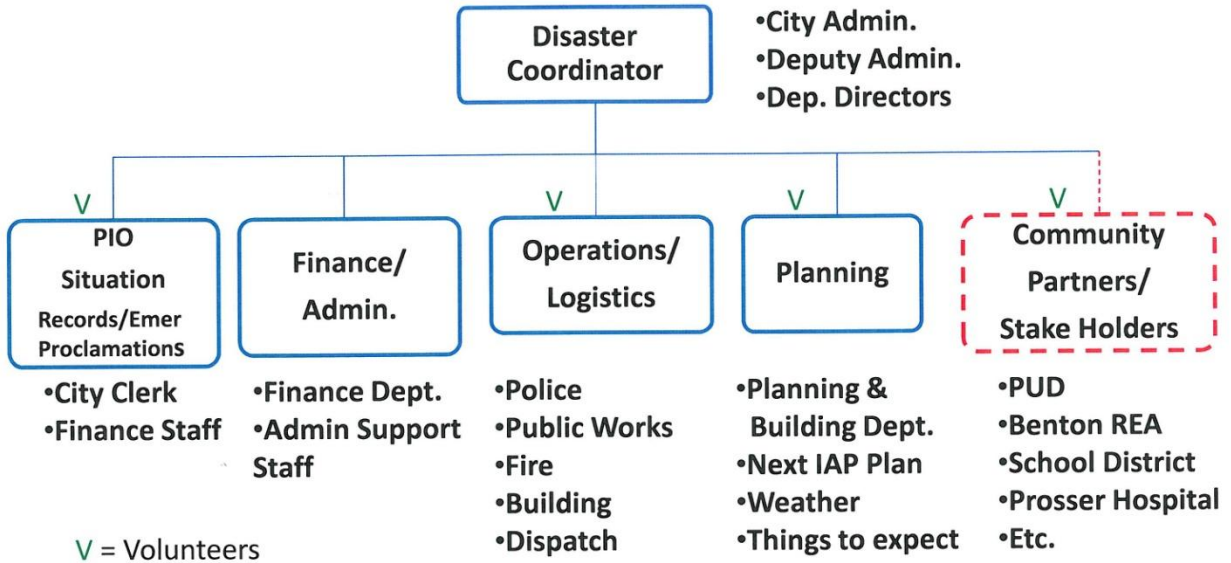 Disaster
Coordinator
•City Admin.
•Deputy Admin.
•Dep. Directors
V
PIO
Situation
Records/Emer
Proclamations
•City Clerk
•Finance Staff
Finance/
Admin.
•Finance Dept.
•Admin Support
Staff
V
Operations/
Logistics
•Police
•Public Works
•Fire
•Building
•Dispatch
V
Planning
•Planning &
Building Dept.
•Next IAP Plan
•Weather
•Things to expect
V
Community
Partners/
Stake Holders
•PUD
•Benton REA
•School District
•Prosser Hospital
•Etc.
V = Volunteers